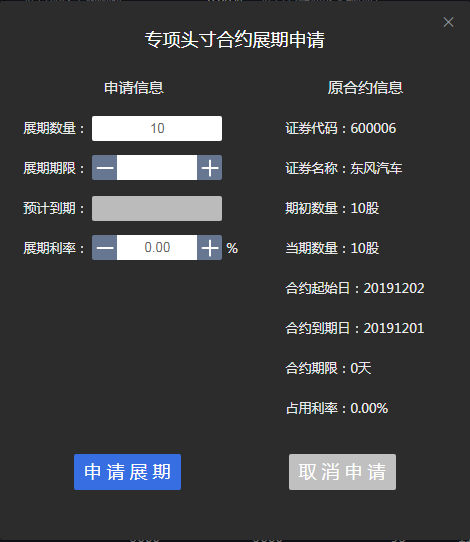 专项头寸合约展期申请
申请信息
原合约信息
展期数量：10
证券代码：600006
展期期限：
证券名称：东风汽车
预计到期：
期初数量：10股
展期利率：0.00 %
当期数量：10股
合约起始日：20191202
合约到期日：20191201
合约期限：0天
占用利率：0.00%
申请展期
取消申请